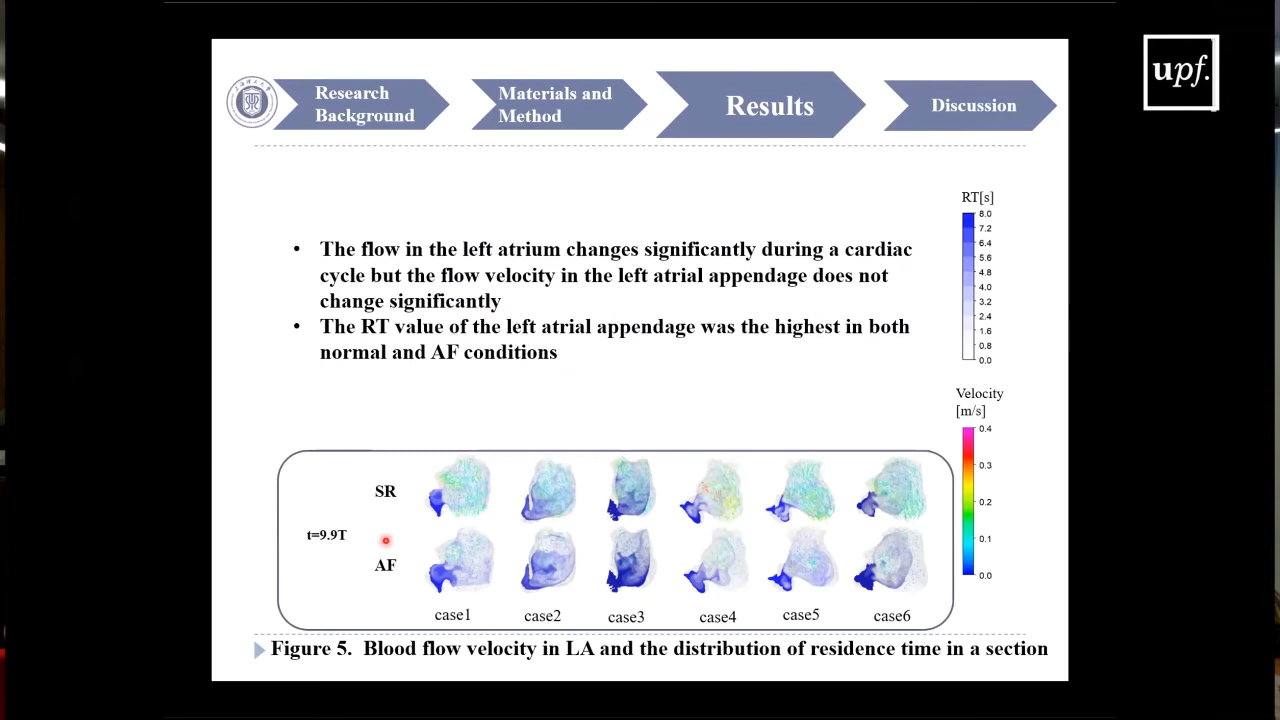 upf.
Research
Background
Materials and
Method
Results
Discussion
• The flow in the left atrium changes significantly during a cardiac
cycle but the flow velocity in the left atrial appendage does not
change significantly
• The RT value of the left atrial appendage was the highest in both
normal and AF conditions
RT[s]
8.0
7.2
6.4
5.6
4.8
4.0
3.2
2.4
1.6
0.8
0.0
Velocity
[m/s]
0.4
0.3
0.2
0.1
0.0
SR
t=9.9T
AF
case1 case2 case3 case4 case5 case6
Figure 5. Blood flow velocity in LA and the distribution of residence time in a section